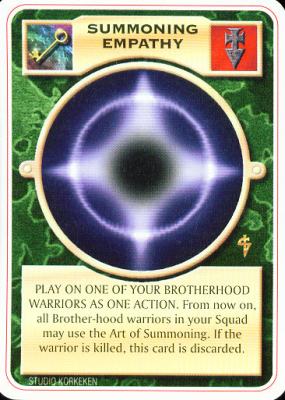 SUMMONING
EMPATHY
PLAY ON ONE OF YOUR BROTHERHOOD
WARRIORS AS ONE ACTION. From now on,
all Brother-hood warriors in your Squad
may use the Art of Summoning. If the
warrior is killed, this card is discarded.
STUDIO KORKEKEN